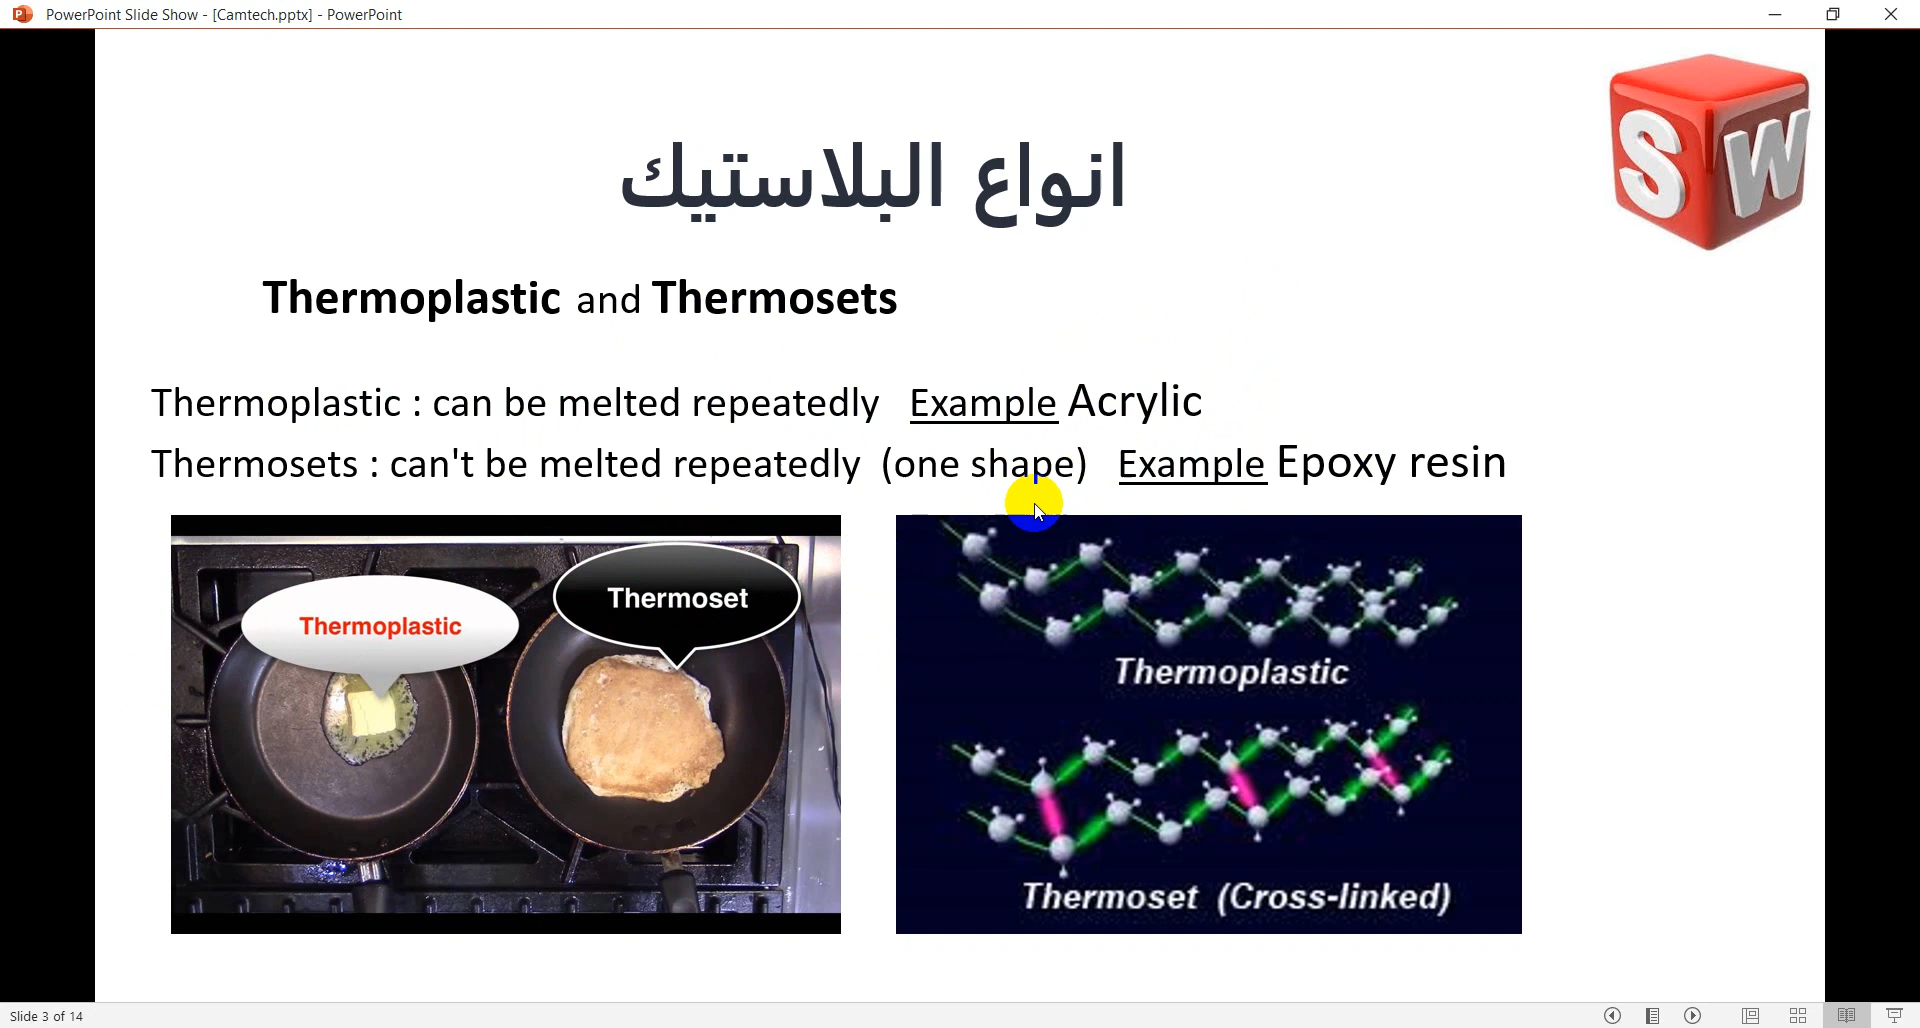 PowerPoint Slide Show - [Camtech.pptx] - PowerPoint
انواع البلاستيك
SW
Thermoplastic and Thermosets
Thermoplastic : can be melted repeatedly Example Acrylic
Thermosets : can't be melted repeatedly (one shape) Example Epoxy resin
Thermoplastic
Thermoset
Thermoplastic
Thermoset (Cross-linked)
Slide 3 of 14